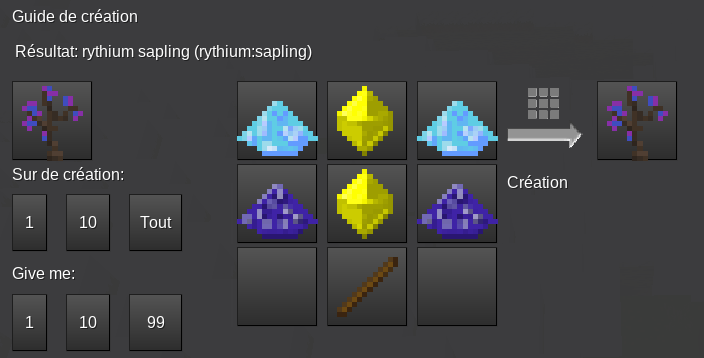 Guide de création
Résultat: rythium sapling (rythium:sapling)
Sur de création:
1 10 Tout
Création
Give me:
1 10 99